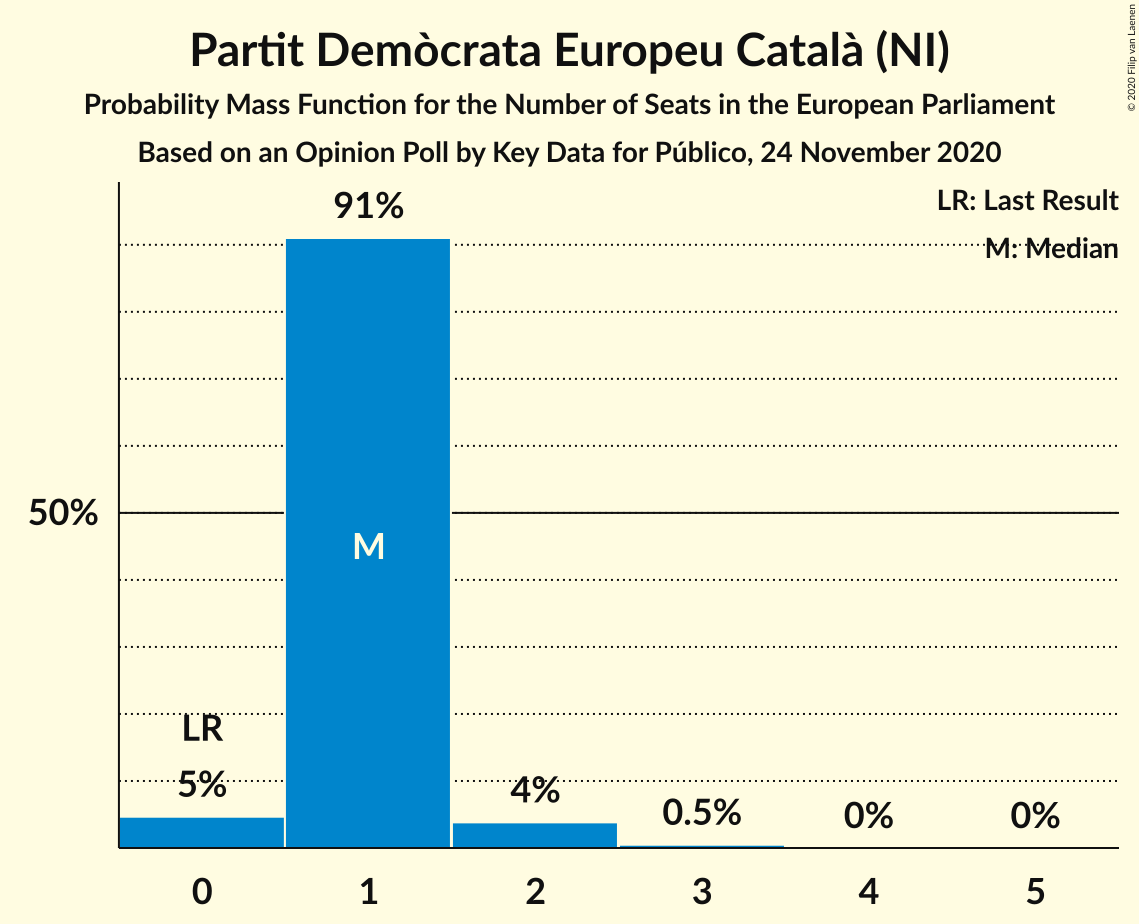 Partit Demòcrata Europeu Català (NI)
Probability Mass Function for the Number of Seats in the European Parliament
Based on an Opinion Poll by Key Data for Público, 24 November 2020
© 2020 Filip van Laenen
LR: Last Result
M: Median
91%
50%
M
LR
5%
4%
0.5%
0%
0%
0 1 2 3 4 5